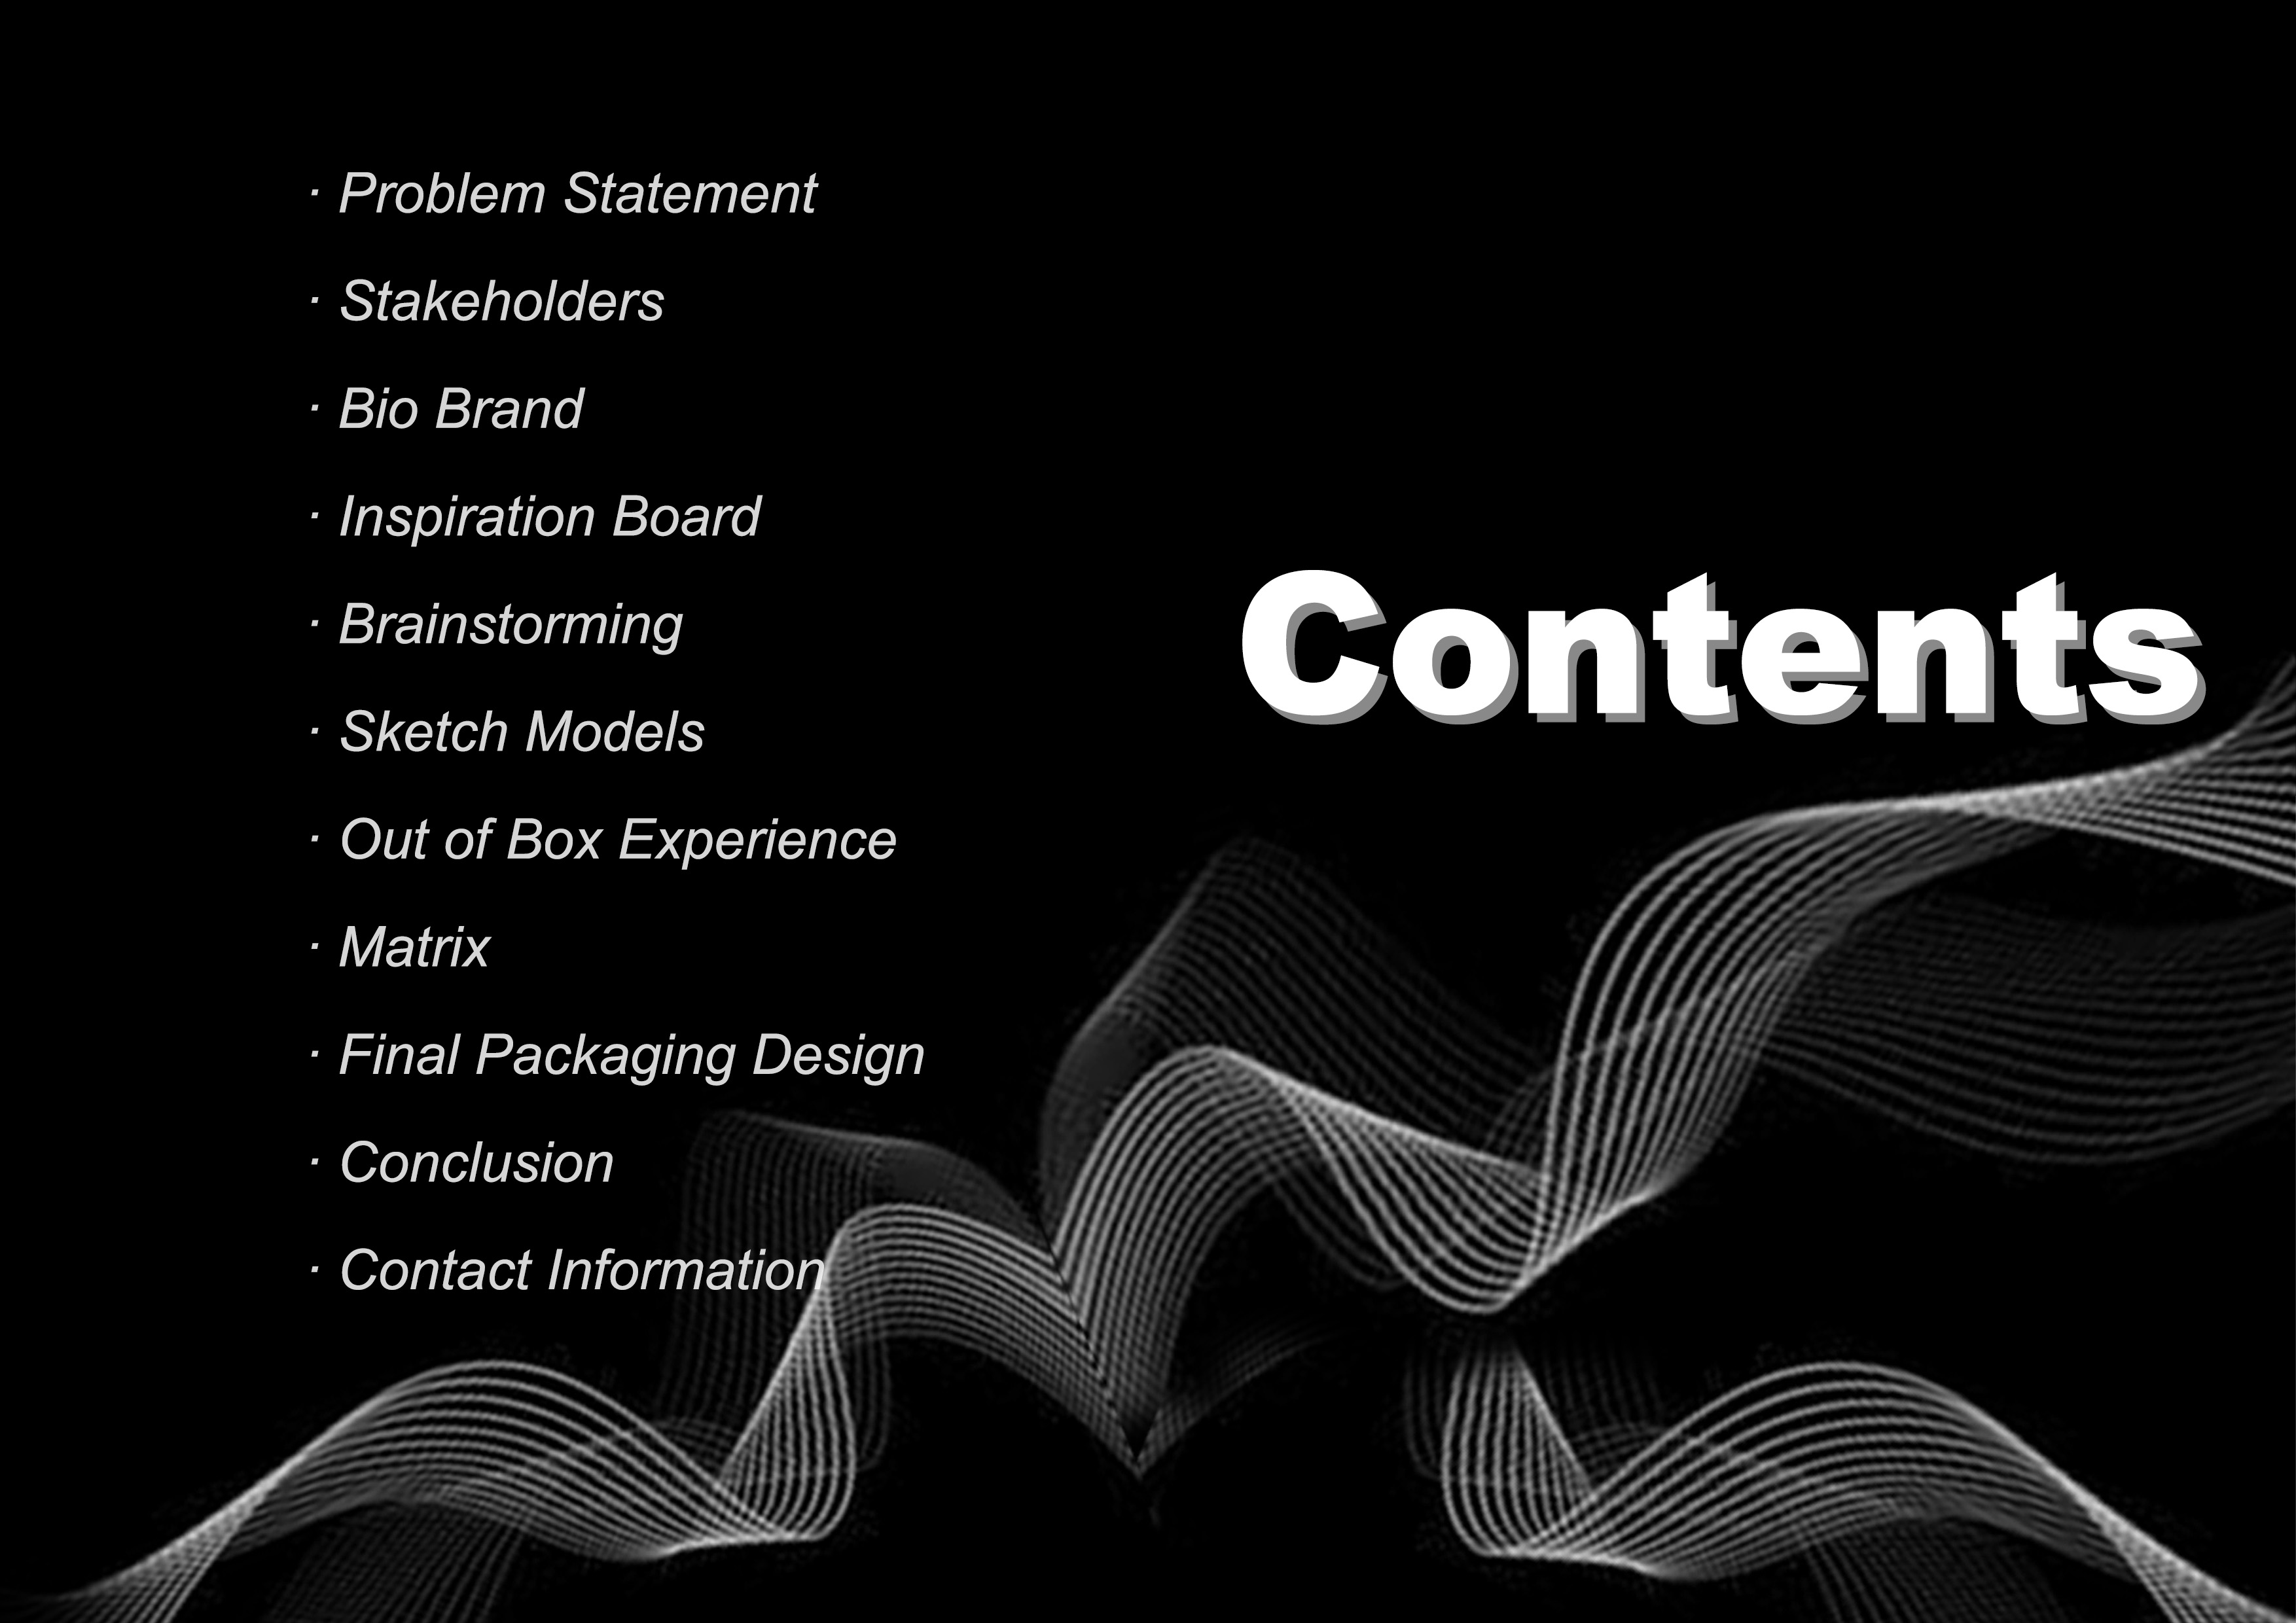 · Problem Statement
· Stakeholders
· Bio Brand
· Inspiration Board
· Brainstorming
· Sketch Models
· Out of Box Experience
· Matrix
· Final Packaging Design
· Conclusion
· Contact Information
Contents